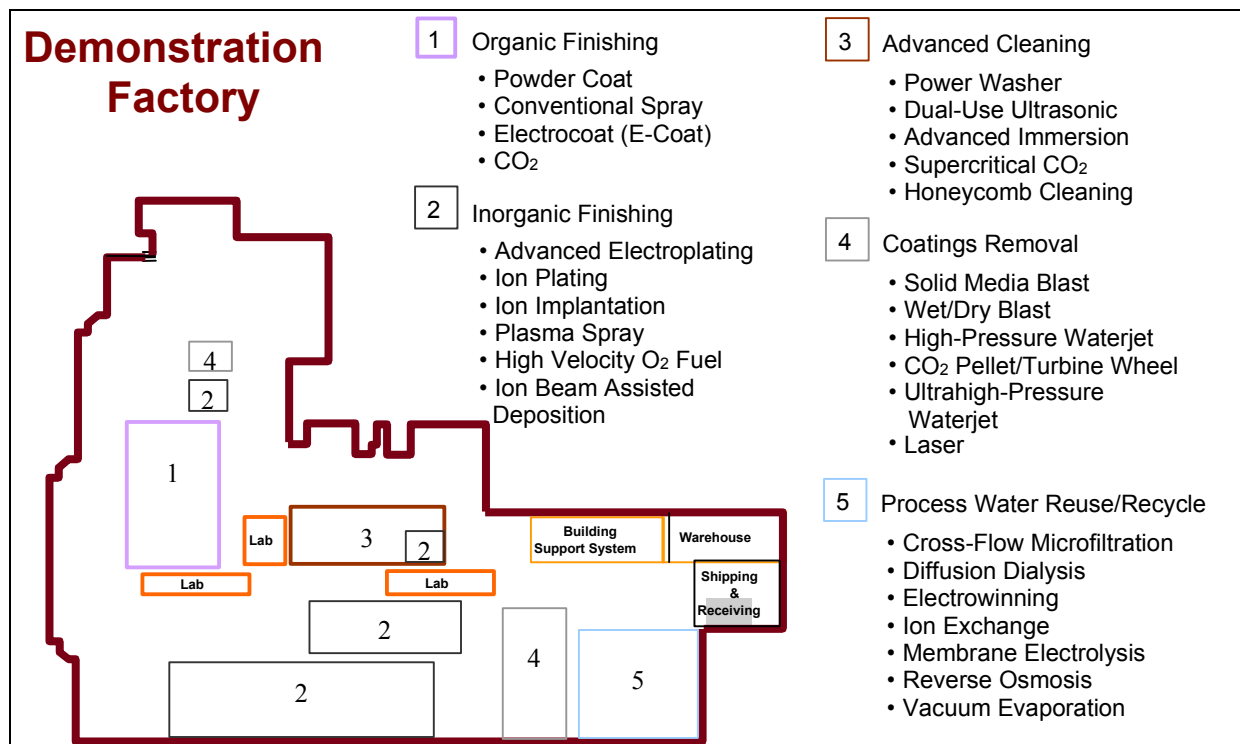 Demonstration
Factory
1 Organic Finishing
• Powder Coat
• Conventional Spray
• Electrocoat (E-Coat)
• CO₂
2 Inorganic Finishing
• Advanced Electroplating
• Ion Plating
• Ion Implantation
• Plasma Spray
• High Velocity O₂ Fuel
• Ion Beam Assisted
Deposition
3 Advanced Cleaning
• Power Washer
• Dual-Use Ultrasonic
• Advanced Immersion
• Supercritical CO₂
• Honeycomb Cleaning
4 Coatings Removal
• Solid Media Blast
• Wet/Dry Blast
• High-Pressure Waterjet
• CO₂ Pellet/Turbine Wheel
• Ultrahigh-Pressure
Waterjet
• Laser
5 Process Water Reuse/Recycle
• Cross-Flow Microfiltration
• Diffusion Dialysis
• Electrowinning
• Ion Exchange
• Membrane Electrolysis
• Reverse Osmosis
• Vacuum Evaporation
4
2
1
Lab
3
2
Building
Support System
Warehouse
Lab
Lab
Shipping
&
Receiving
2
4
5
2